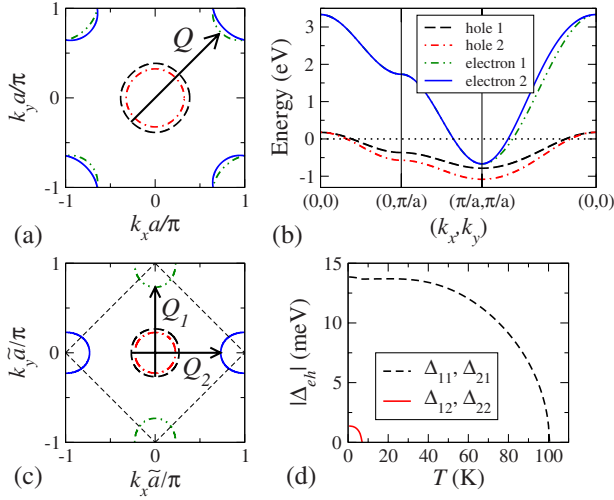 1
0
-1
-1
0
1
k_y a/π
k_x a/π
Q
(a)
3
2
1
0
-1
Energy (eV)
hole 1
hole 2
electron 1
electron 2
(0,0)
(0,π/a)
(π/a,π/a)
(0,0)
(k_x,k_y)
(b)
1
0
-1
-1
0
1
k_y ã/π
k_x ã/π
Q_1
Q_2
(c)
15
10
5
0
0
20
40
60
80
100
|Δ_eh| (meV)
Δ_11, Δ_21
Δ_12, Δ_22
T (K)
(d)